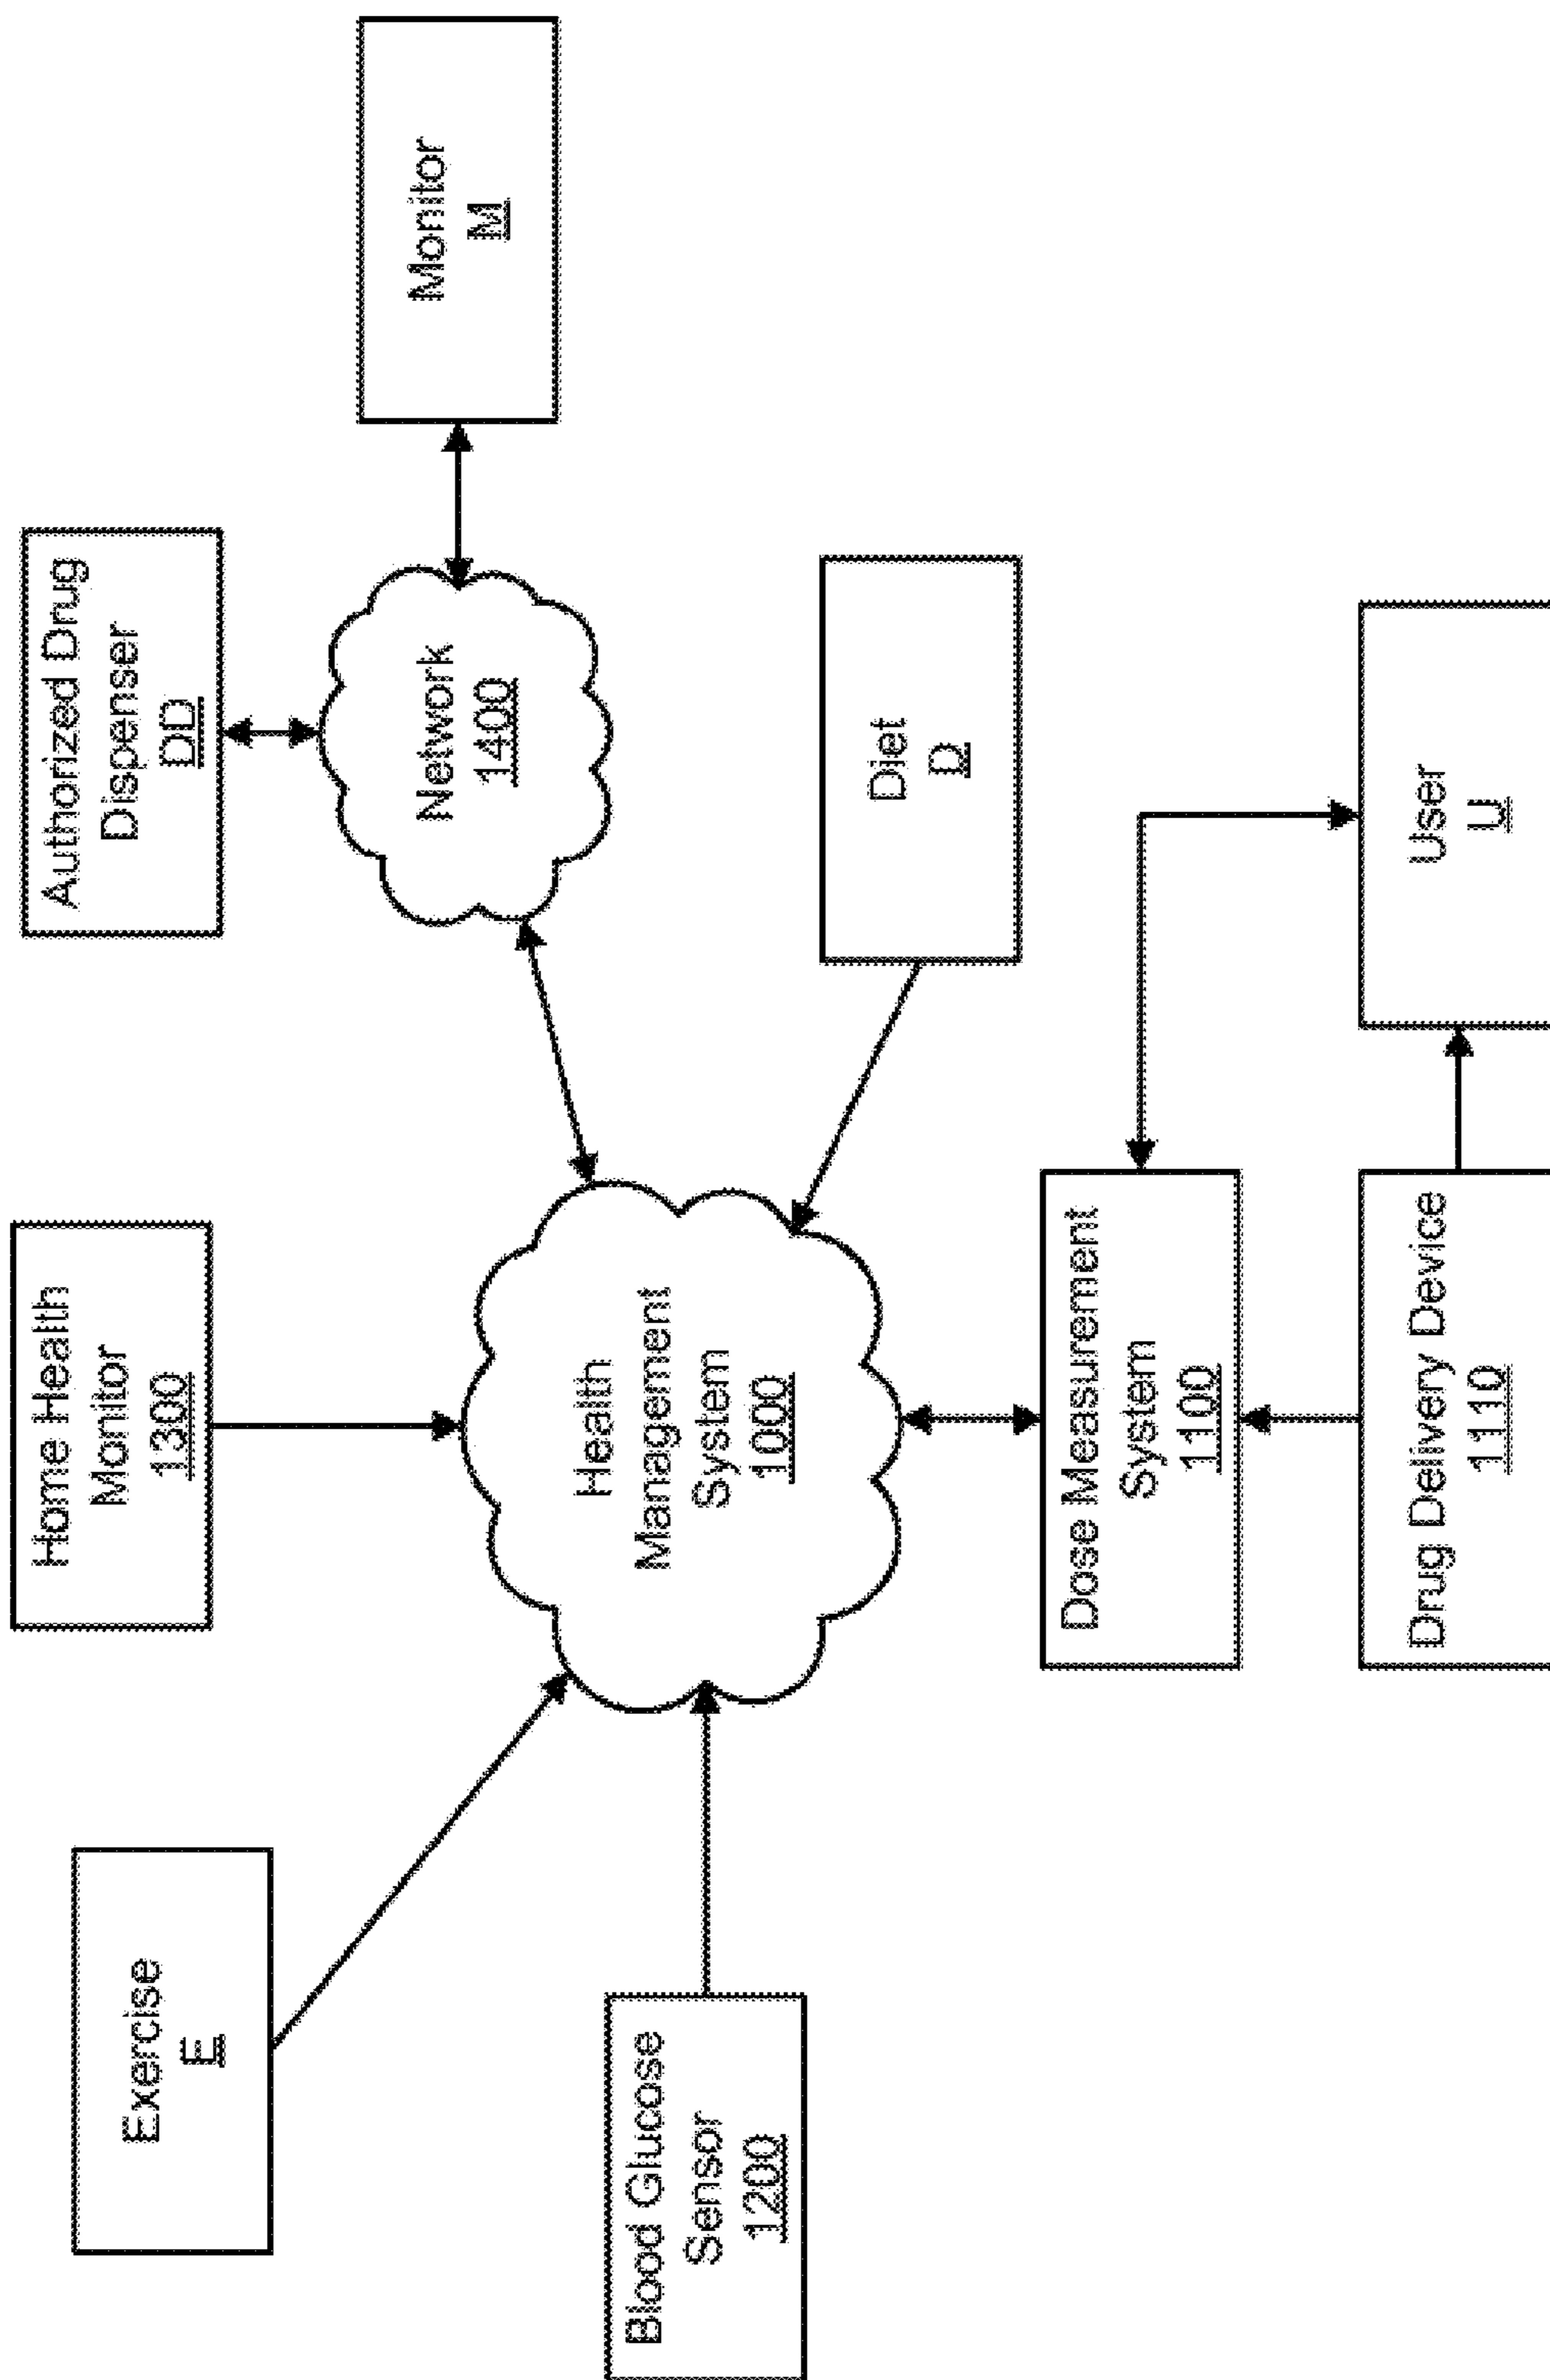 Exercise
E
Home Health
Monitor
1300
Authorized Drug
Dispenser
DD
Monitor
M
Network
1400
Blood Glucose
Sensor
1200
Health
Management
System
1000
Diet
D
Dose Measurement
System
1100
Drug Delivery Device
1110
User
U